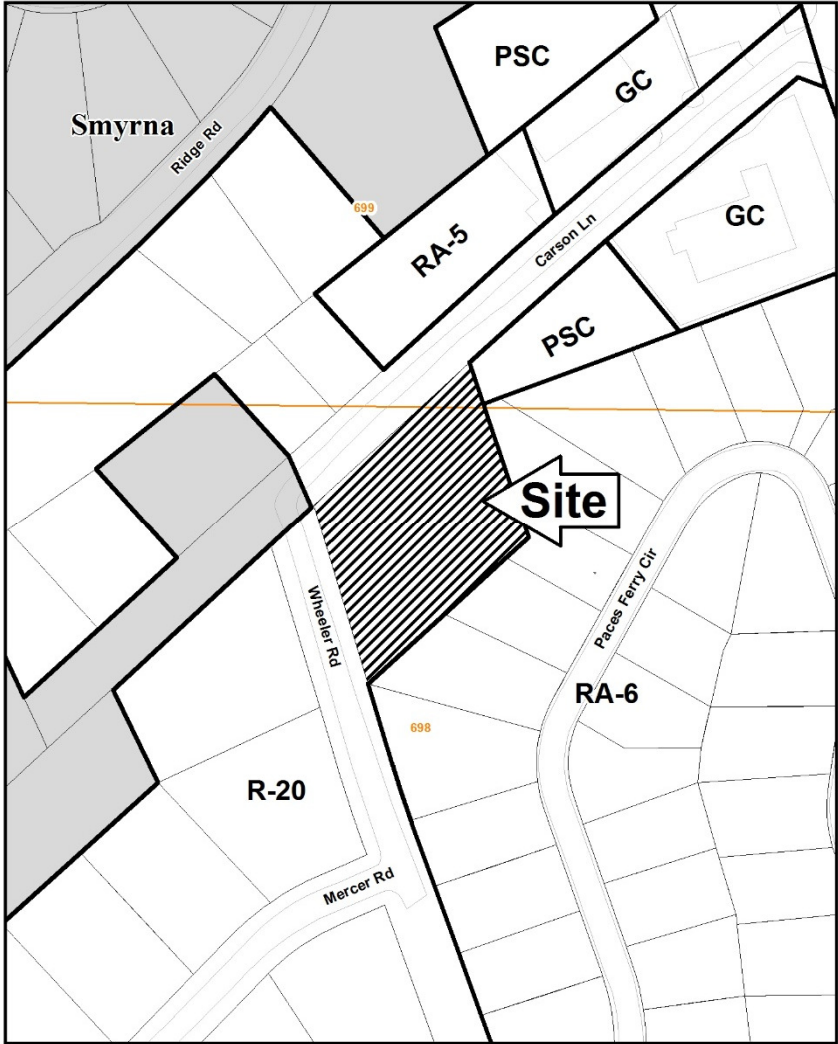 PSC
GC
Smyrna
Ridge Rd
699
GC
RA-5
Carson Ln
PSC
Site
Paces Ferry Cir
Wheeler Rd
RA-6
698
R-20
Mercer Rd